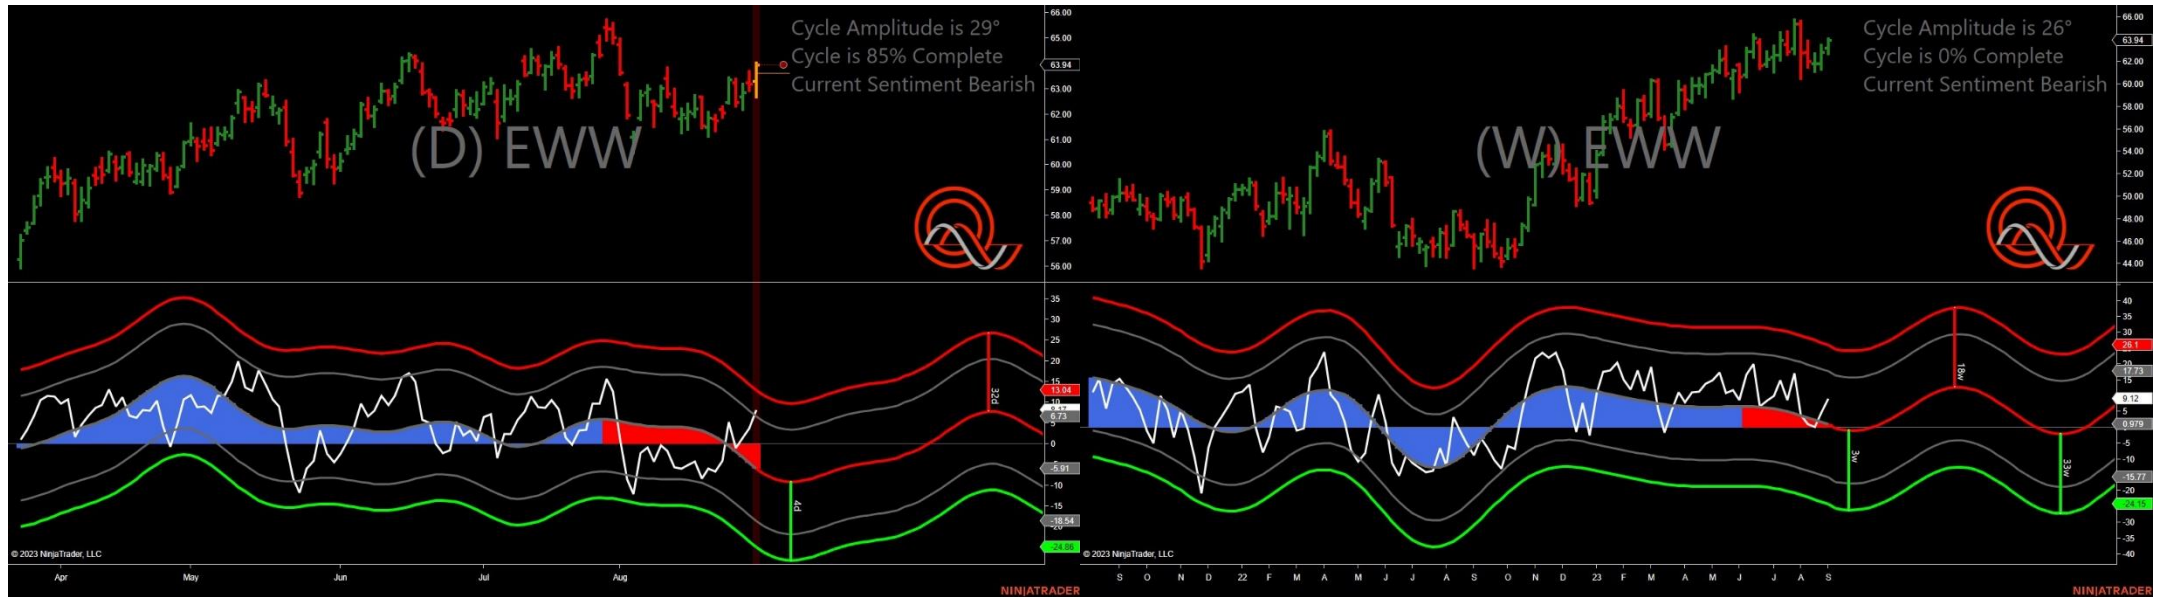 Cycle Amplitude is 29°
Cycle is 85% Complete
Current Sentiment Bearish
(D) EWW
66.00
65.00
63.94
63.00
62.00
61.00
60.00
59.00
58.00
57.00
56.00
35
30
25
20
15
13.04
10
6.73
5
0
-5.91
-10
-15
-18.54
-24.86
32d
4d
© 2023 NinjaTrader, LLC
Apr May Jun Jul Aug
NINJATRADER
Cycle Amplitude is 26°
Cycle is 0% Complete
Current Sentiment Bearish
(W) EWW
66.00
63.94
62.00
60.00
58.00
56.00
54.00
52.00
50.00
48.00
46.00
44.00
40
35
30
26.1
17.73
15
9.12
5
0.979
-5
-10
-15.77
-20
-24.15
-30
-35
-40
18w
3w
33w
© 2023 NinjaTrader, LLC
S O N D 22 F M A M J J A S O N D 23 F M A M J J A S
NINJATRADER